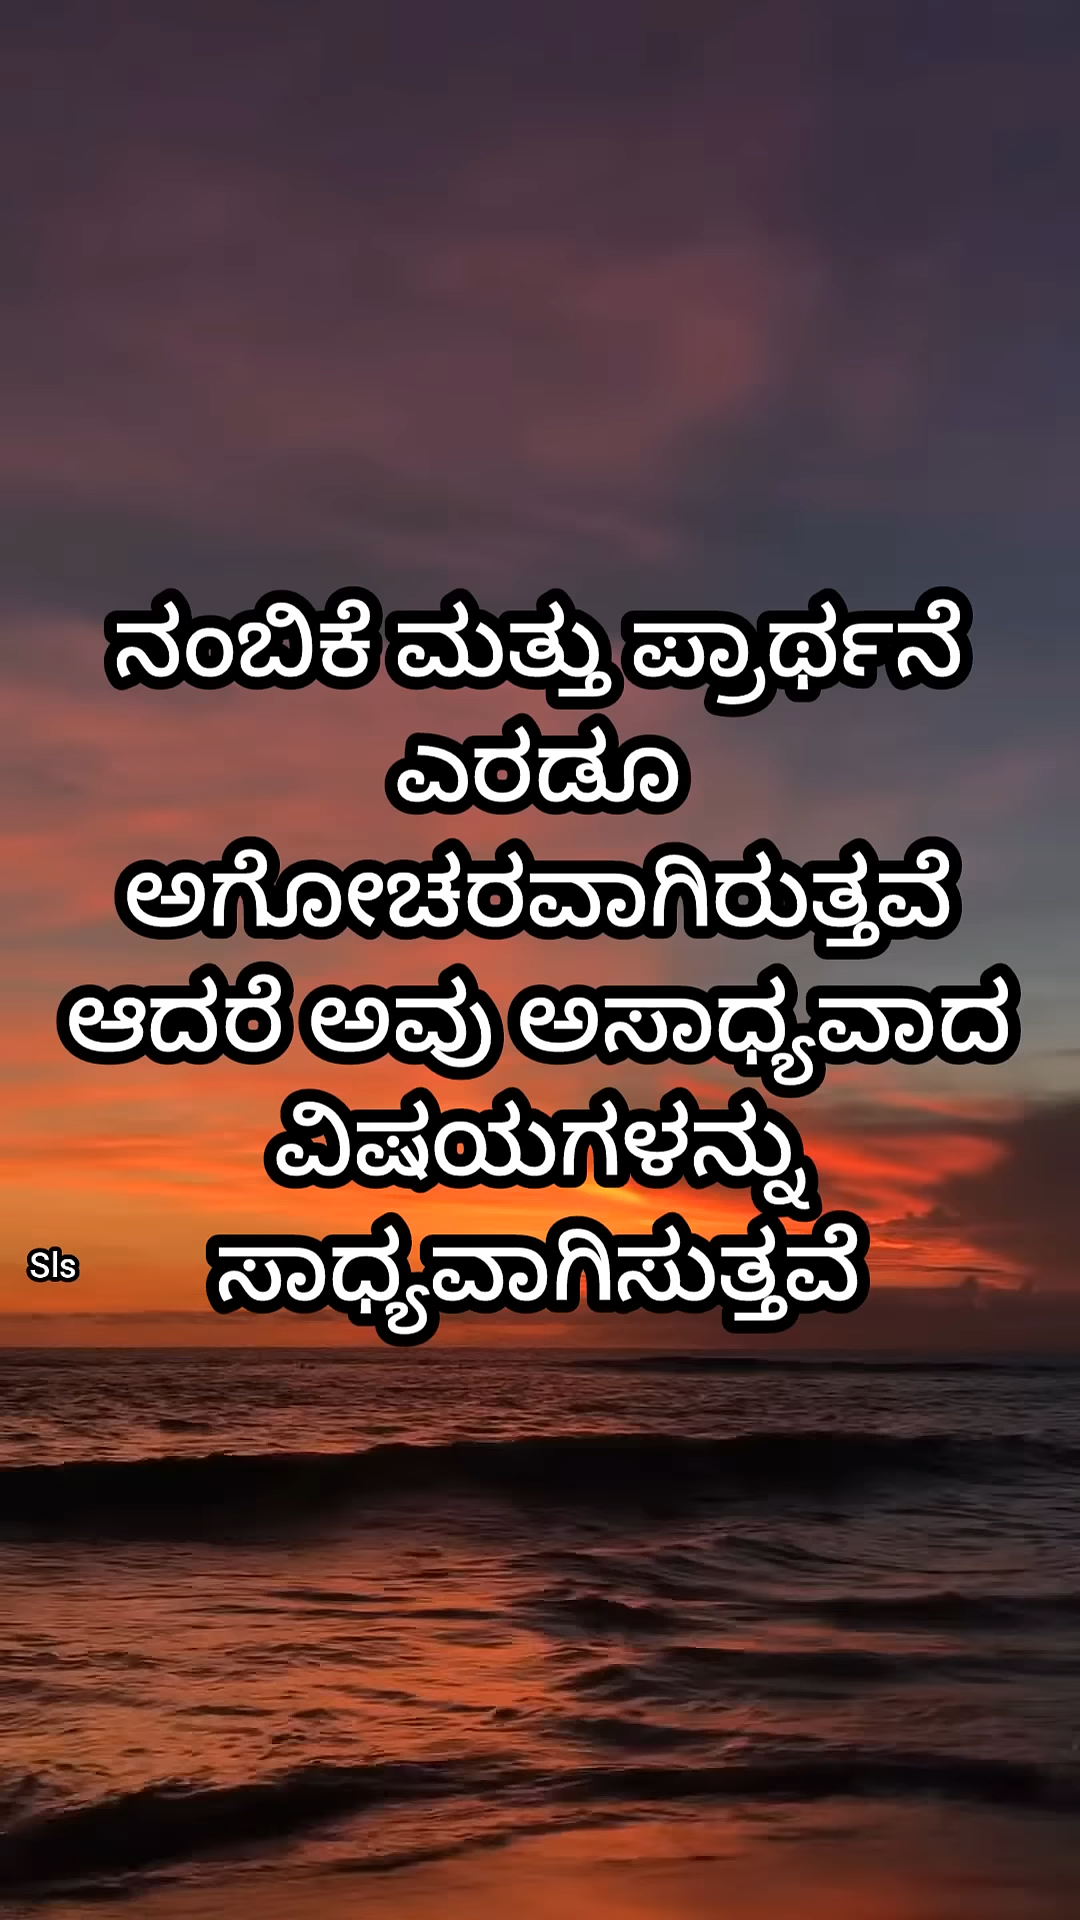 ನಂಬಿಕೆ ಮತ್ತು ಪ್ರಾರ್ಥನೆ
ಎರಡೂ
ಅಗೋಚರವಾಗಿರುತ್ತವೆ
ಆದರೆ ಅವು ಅಸಾಧ್ಯವಾದ
ವಿಷಯಗಳನ್ನು
ಸಾಧ್ಯವಾಗಿಸುತ್ತವೆ
Sls